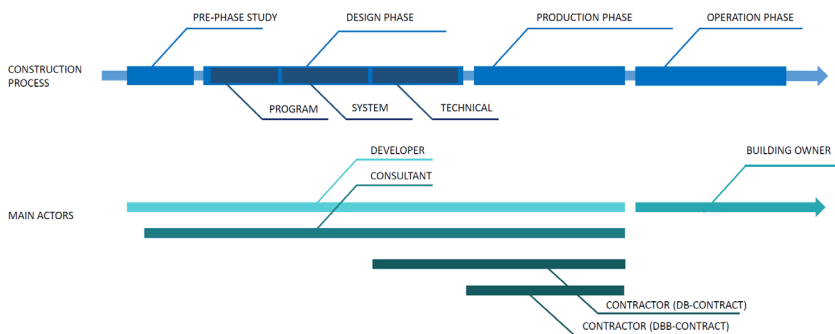 PRE-PHASE STUDY
DESIGN PHASE
PRODUCTION PHASE
OPERATION PHASE
CONSTRUCTION
PROCESS
PROGRAM
SYSTEM
TECHNICAL
DEVELOPER
BUILDING OWNER
CONSULTANT
MAIN ACTORS
CONTRACTOR (DB-CONTRACT)
CONTRACTOR (DBB-CONTRACT)